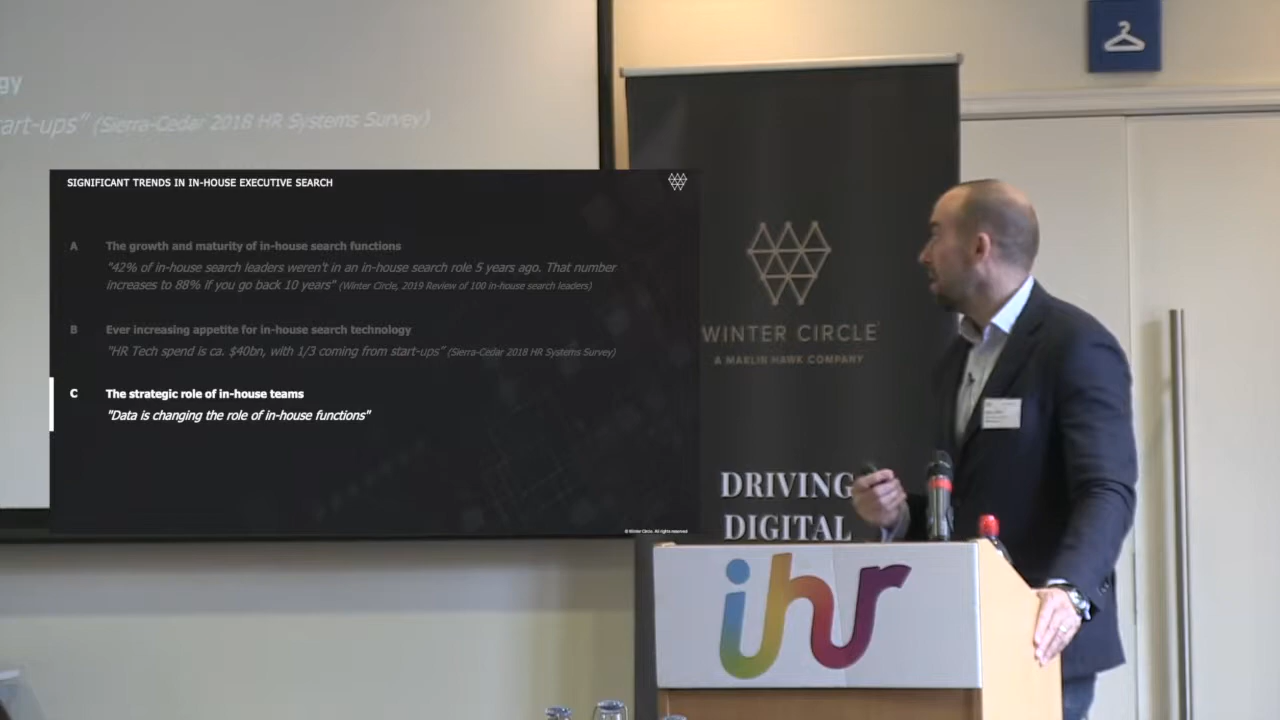 gy
art-ups" (Sierra-Cedar 2018 HR Systems Survey)
SIGNIFICANT TRENDS IN IN-HOUSE EXECUTIVE SEARCH
A The growth and maturity of in-house search functions
"42% of in-house search leaders weren't in an in-house search role 5 years ago. That number
increases to 88% if you go back 10 years" (Winter Circle, 2019 Review of 100 in-house search leaders)
B Ever increasing appetite for in-house search technology
"HR Tech spend is ca. $40bn, with 1/3 coming from start-ups" (Sierra-Cedar 2018 HR Systems Survey)
C The strategic role of in-house teams
"Data is changing the role of in-house functions"
© Winter Circle. All rights reserved
WINTER CIRCLE
A MARLIN HAWK COMPANY
DRIVING
DIGITAL
ihr